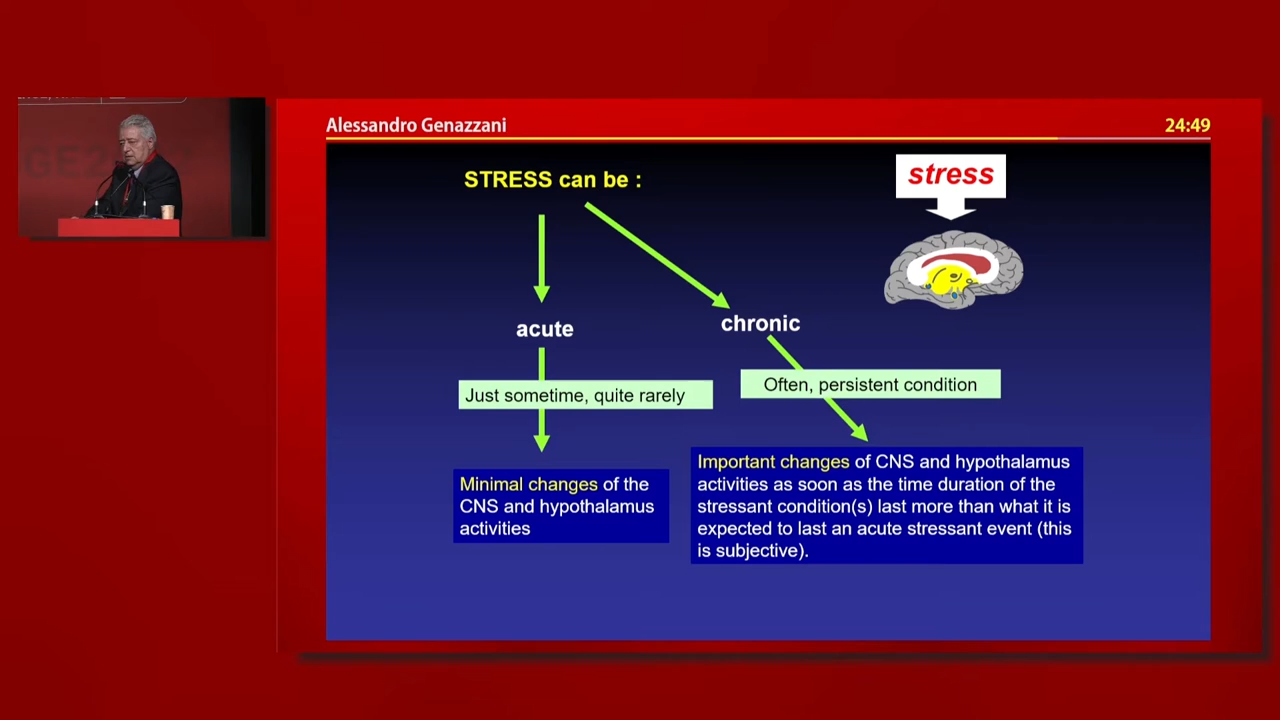 Alessandro Genazzani
24:49
STRESS can be :
stress
acute
chronic
Just sometime, quite rarely
Often, persistent condition
Minimal changes of the
CNS and hypothalamus
activities
Important changes of CNS and hypothalamus
activities as soon as the time duration of the
stressant condition(s) last more than what it is
expected to last an acute stressant event (this
is subjective).